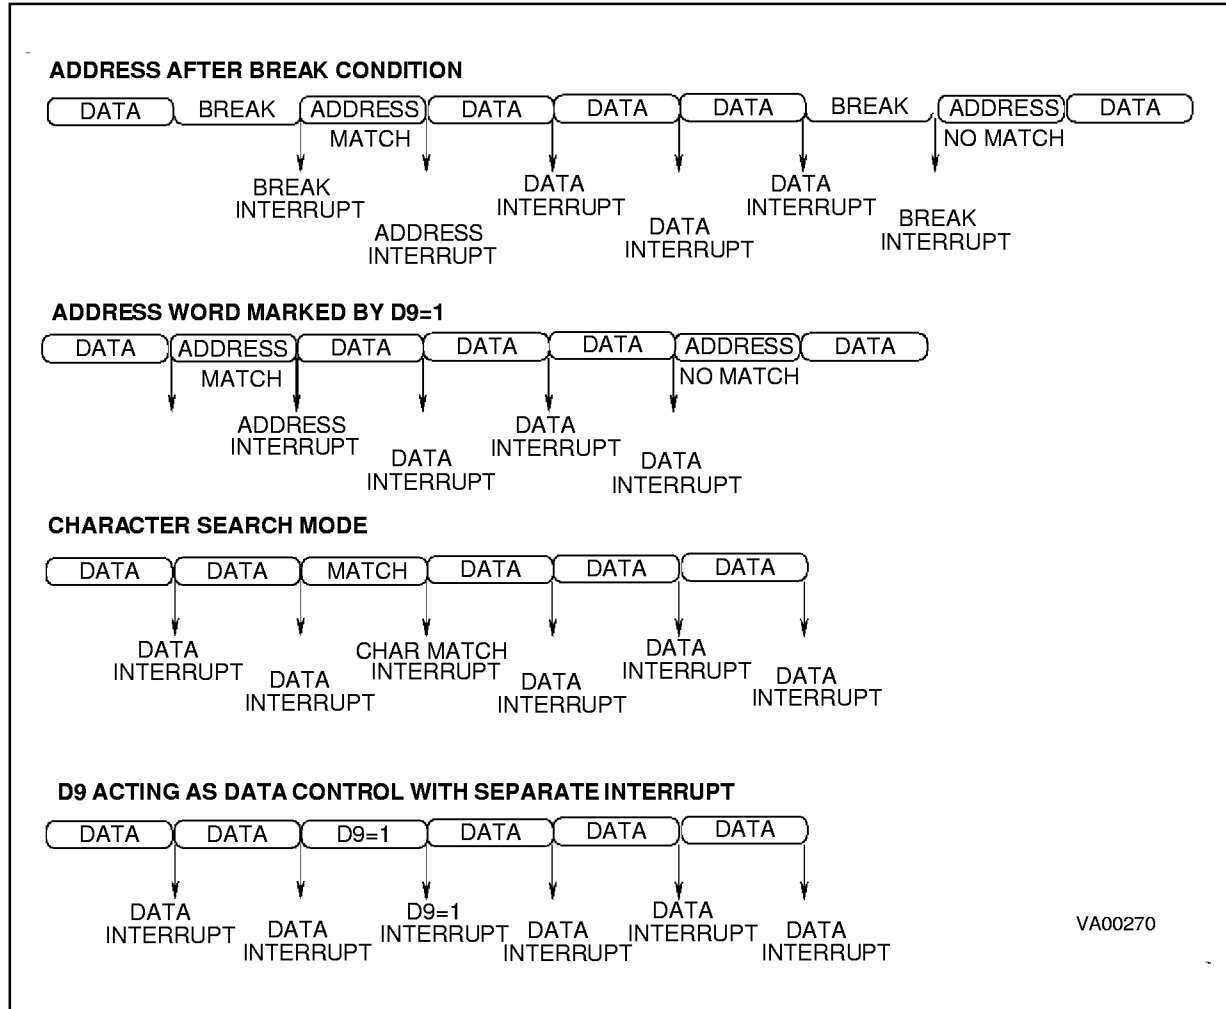 ADDRESS AFTER BREAK CONDITION
DATA BREAK ADDRESS DATA DATA DATA BREAK ADDRESS DATA
MATCH NO MATCH
BREAK INTERRUPT
ADDRESS INTERRUPT
DATA INTERRUPT
DATA INTERRUPT
DATA INTERRUPT
BREAK INTERRUPT
ADDRESS WORD MARKED BY D9=1
DATA ADDRESS DATA DATA DATA ADDRESS DATA
MATCH NO MATCH
ADDRESS INTERRUPT
DATA INTERRUPT
DATA INTERRUPT
DATA INTERRUPT
CHARACTER SEARCH MODE
DATA DATA MATCH DATA DATA DATA
DATA INTERRUPT
DATA INTERRUPT
CHAR MATCH INTERRUPT
DATA INTERRUPT
DATA INTERRUPT
DATA INTERRUPT
D9 ACTING AS DATA CONTROL WITH SEPARATE INTERRUPT
DATA DATA D9=1 DATA DATA DATA
DATA INTERRUPT
DATA INTERRUPT
D9=1 INTERRUPT
DATA INTERRUPT
DATA INTERRUPT
DATA INTERRUPT
VA00270